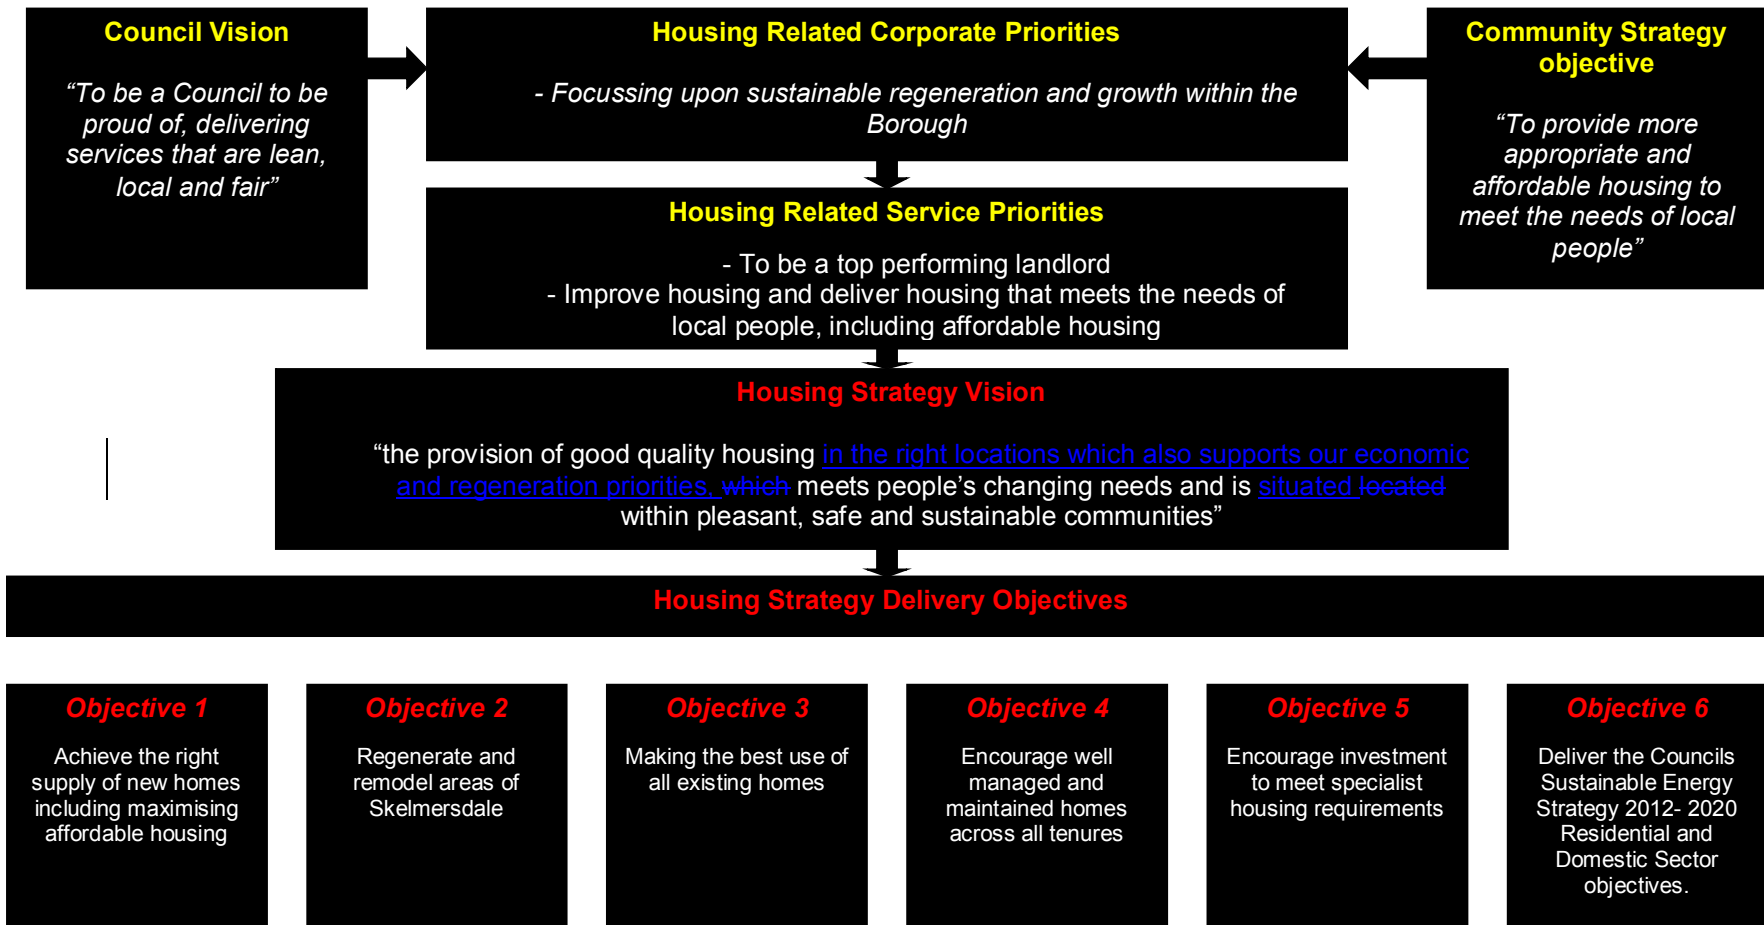 Council Vision
“To be a Council to be
proud of, delivering
services that are lean,
local and fair”
Housing Related Corporate Priorities
- Focussing upon sustainable regeneration and growth within the
Borough
Community Strategy
objective
“To provide more
appropriate and
affordable housing to
meet the needs of local
people”
Housing Related Service Priorities
- To be a top performing landlord
- Improve housing and deliver housing that meets the needs of
local people, including affordable housing
Housing Strategy Vision
“the provision of good quality housing in the right locations which also supports our economic
and regeneration priorities, which meets people’s changing needs and is situated located
within pleasant, safe and sustainable communities”
Housing Strategy Delivery Objectives
Objective 1
Achieve the right
supply of new homes
including maximising
affordable housing
Objective 2
Regenerate and
remodel areas of
Skelmersdale
Objective 3
Making the best use of
all existing homes
Objective 4
Encourage well
managed and
maintained homes
across all tenures
Objective 5
Encourage investment
to meet specialist
housing requirements
Objective 6
Deliver the Councils
Sustainable Energy
Strategy 2012- 2020
Residential and
Domestic Sector
objectives.